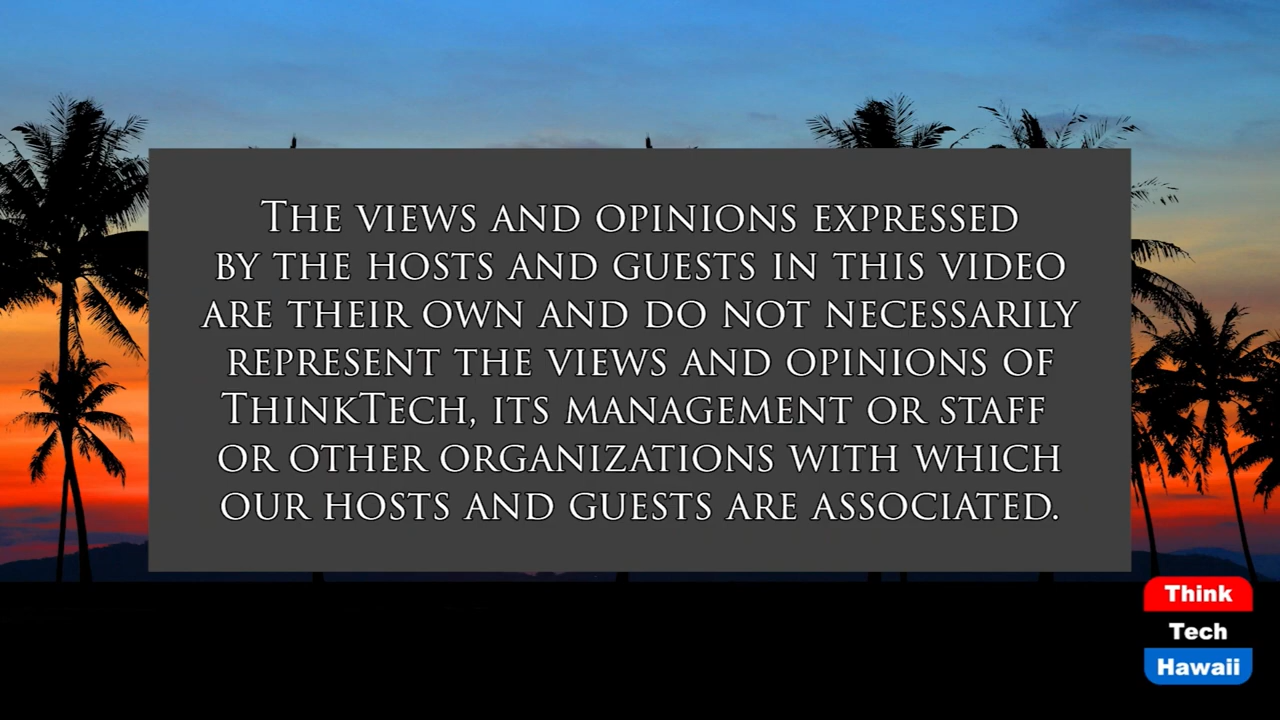 The views and opinions expressed
by the hosts and guests in this video
are their own and do not necessarily
represent the views and opinions of
ThinkTech, its management or staff
or other organizations with which
our hosts and guests are associated.
Think
Tech
Hawaii